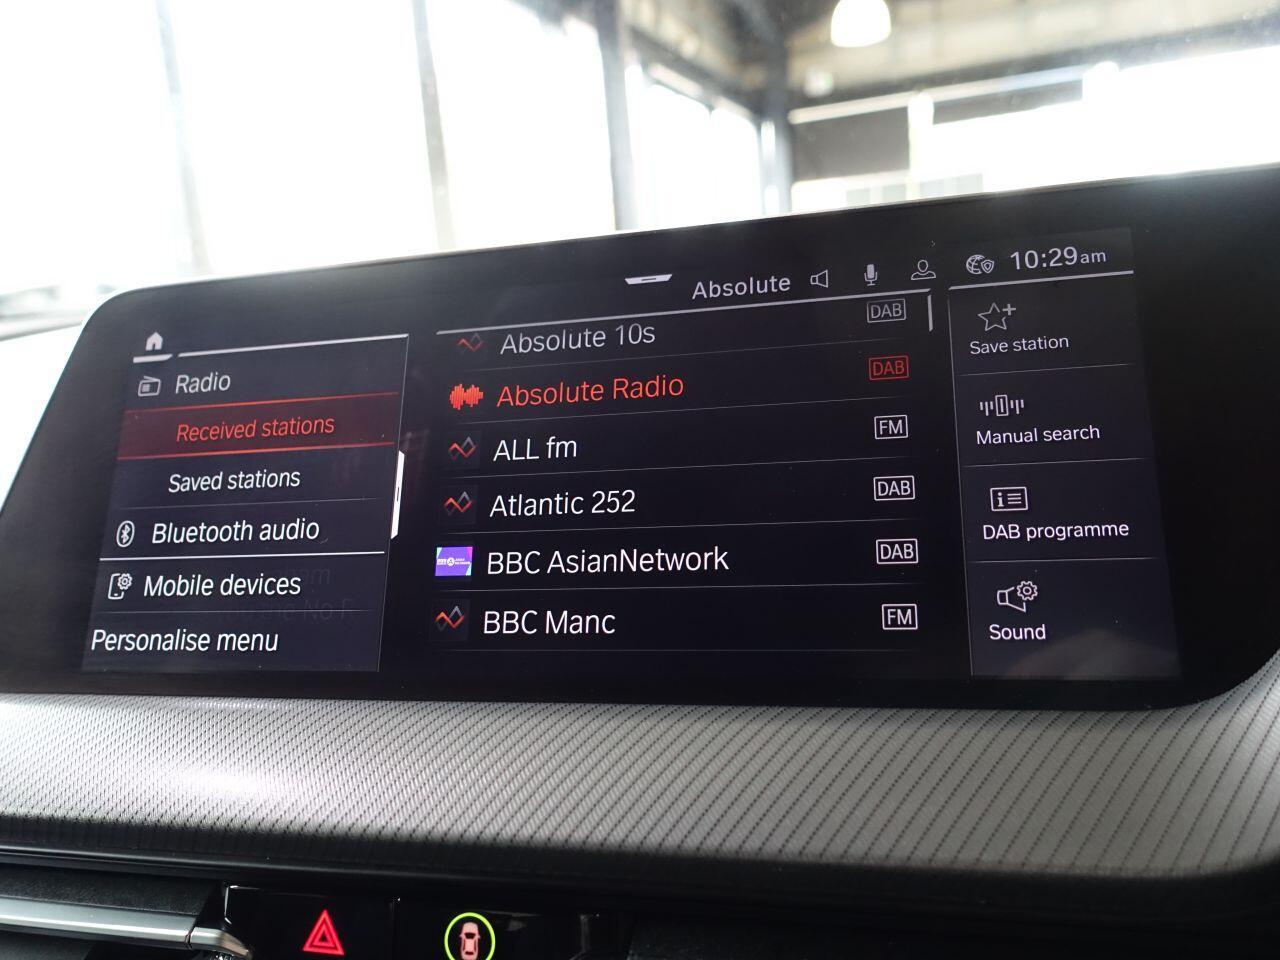 Absolute
10:29am
Radio
Received stations
Saved stations
Bluetooth audio
Mobile devices
Personalise menu
Absolute 10s DAB
Absolute Radio DAB
ALL fm FM
Atlantic 252 DAB
BBC AsianNetwork DAB
BBC Manc FM
Save station
Manual search
DAB programme
Sound